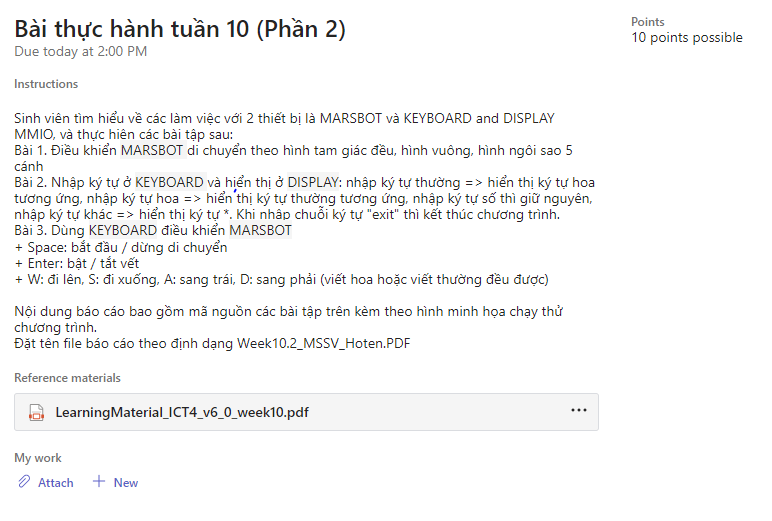 Bài thực hành tuần 10 (Phần 2)
Due today at 2:00 PM
Points
10 points possible
Instructions
Sinh viên tìm hiểu về các làm việc với 2 thiết bị là MARSBOT và KEYBOARD and DISPLAY
MMIO, và thực hiên các bài tập sau:
Bài 1. Điều khiển MARSBOT di chuyển theo hình tam giác đều, hình vuông, hình ngôi sao 5
cánh
Bài 2. Nhập ký tự ở KEYBOARD và hiển thị ở DISPLAY: nhập ký tự thường => hiển thị ký tự hoa
tương ứng, nhập ký tự hoa => hiển thị ký tự thường tương ứng, nhập ký tự số thì giữ nguyên,
nhập ký tự khác => hiển thị ký tự *. Khi nhập chuỗi ký tự "exit" thì kết thúc chương trình.
Bài 3. Dùng KEYBOARD điều khiển MARSBOT
+ Space: bắt đầu / dừng di chuyển
+ Enter: bật / tắt vết
+ W: đi lên, S: đi xuống, A: sang trái, D: sang phải (viết hoa hoặc viết thường đều được)
Nội dung báo cáo bao gồm mã nguồn các bài tập trên kèm theo hình minh họa chạy thử
chương trình.
Đặt tên file báo cáo theo định dạng Week10.2_MSSV_Hoten.PDF
Reference materials
LearningMaterial_ICT4_v6_0_week10.pdf
My work
Attach
New